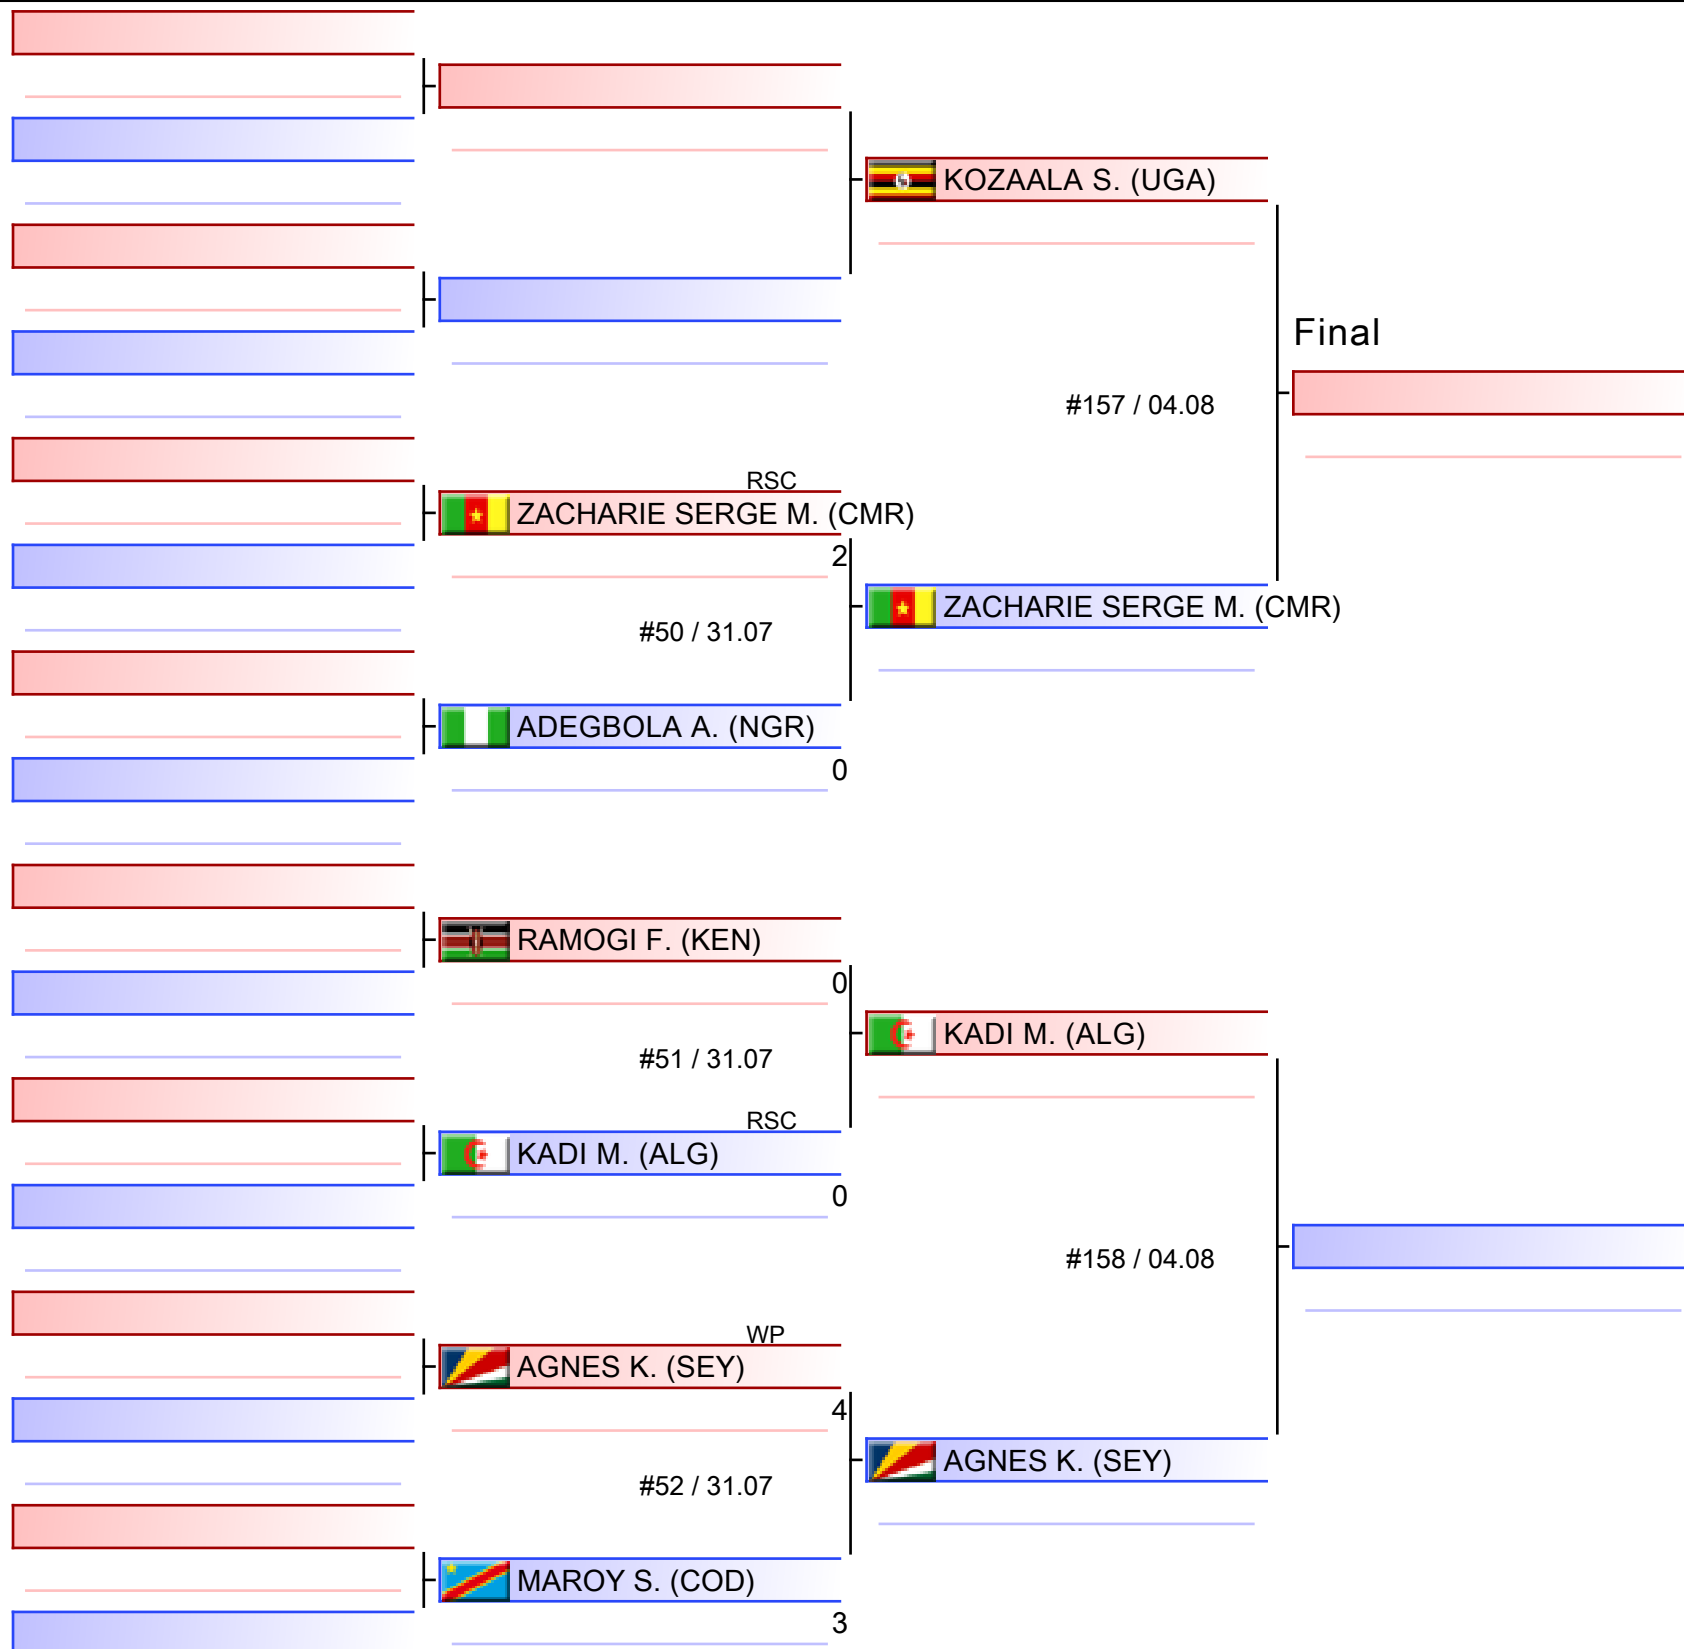 KOZAALA S. (UGA)
Final
#157 / 04.08
RSC
ZACHARIE SERGE M. (CMR)
2
ZACHARIE SERGE M. (CMR)
#50 / 31.07
ADEGBOLA A. (NGR)
0
RAMOGI F. (KEN)
0
KADI M. (ALG)
#51 / 31.07
RSC
KADI M. (ALG)
0
#158 / 04.08
WP
AGNES K. (SEY)
4
AGNES K. (SEY)
#52 / 31.07
MAROY S. (COD)
3